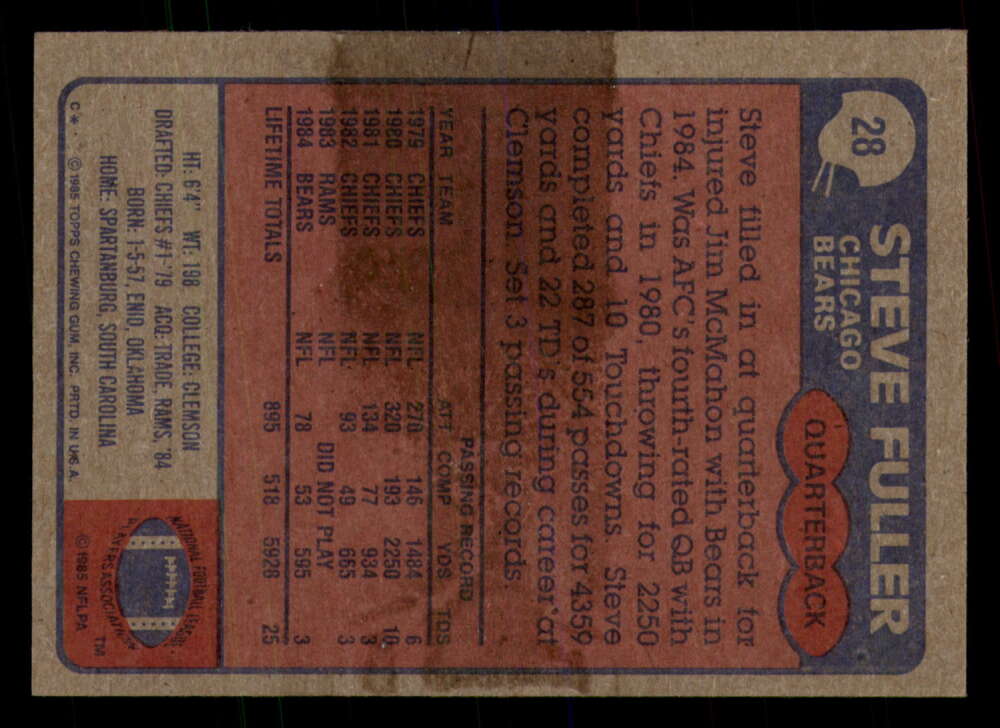 28
STEVE FULLER
CHICAGO
BEARS
QUARTERBACK
Steve filled in at quarterback for
injured Jim McMahon with Bears in
1984. Was AFC's fourth-rated QB with
Chiefs in 1980, throwing for 2250
yards and 10 Touchdowns. Steve
completed 287 of 554 passes for 4359
yards and 22 TD's during career at
Clemson. Set 3 passing records.
PASSING RECORD
YEAR TEAM ATT. COMP. YDS. TDS
1979 CHIEFS NFL 270 146 1484 6
1980 CHIEFS NFL 320 193 2250 10
1981 CHIEFS NFL 134 77 934 3
1982 CHIEFS NFL 93 49 665 3
1983 RAMS NFL DID NOT PLAY
1984 BEARS NFL 78 53 595 3
LIFETIME TOTALS 895 518 5928 25
HT: 6'4" WT: 198 COLLEGE: CLEMSON
DRAFTED: CHIEFS #1-'79 ACQ: TRADE RAMS, '84
BORN: 1-5-57, ENID, OKLAHOMA
HOME: SPARTANBURG, SOUTH CAROLINA
C* © 1985 TOPPS CHEWING GUM, INC. PRTD. IN U.S.A.
NATIONAL FOOTBALL LEAGUE
PLAYERS ASSOCIATION
TM
© 1985 NFLPA